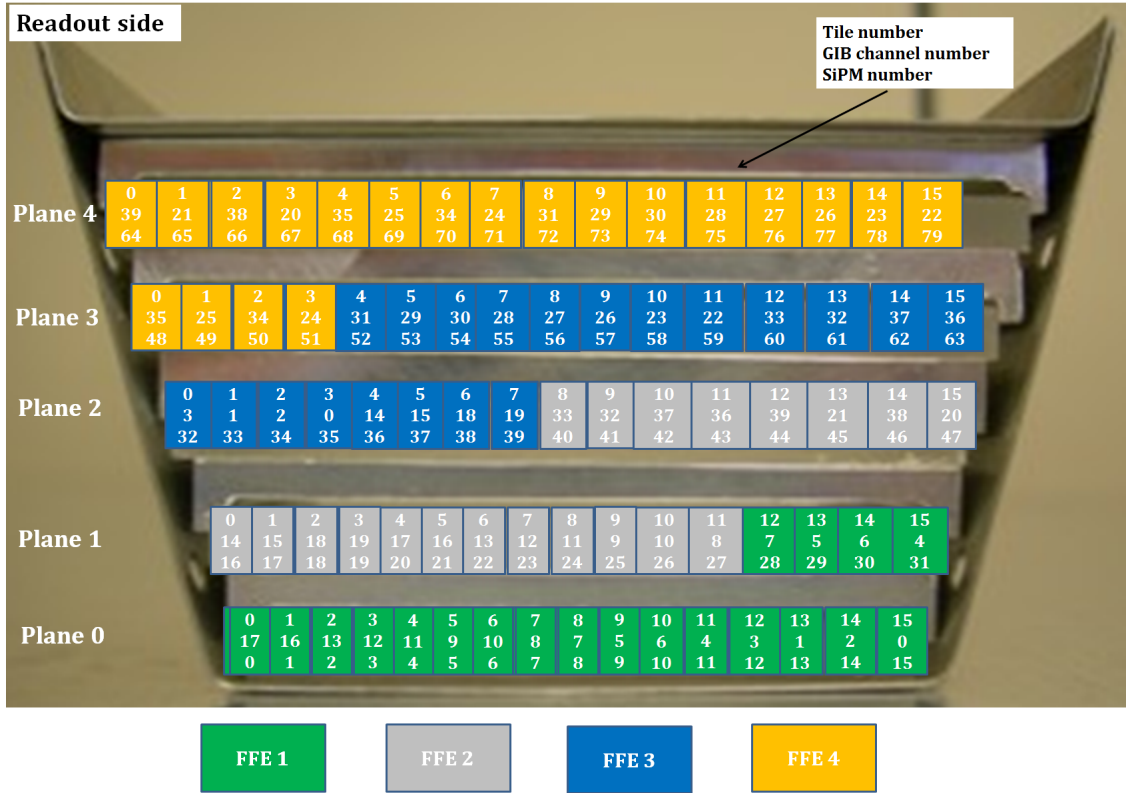 Readout side
Tile number
GIB channel number
SiPM number
Plane 4
0 1 2 3 4 5 6 7 8 9 10 11 12 13 14 15
39 21 38 20 35 25 34 24 31 29 30 28 27 26 23 22
64 65 66 67 68 69 70 71 72 73 74 75 76 77 78 79
Plane 3
0 1 2 3 4 5 6 7 8 9 10 11 12 13 14 15
35 25 34 24 31 29 30 28 27 26 23 22 33 32 37 36
48 49 50 51 52 53 54 55 56 57 58 59 60 61 62 63
Plane 2
0 1 2 3 4 5 6 7 8 9 10 11 12 13 14 15
3 1 2 0 14 15 18 19 33 32 37 36 39 21 38 20
32 33 34 35 36 37 38 39 40 41 42 43 44 45 46 47
Plane 1
0 1 2 3 4 5 6 7 8 9 10 11 12 13 14 15
14 15 18 19 17 16 13 12 11 9 10 8 7 5 6 4
16 17 18 19 20 21 22 23 24 25 26 27 28 29 30 31
Plane 0
0 1 2 3 4 5 6 7 8 9 10 11 12 13 14 15
17 16 13 12 11 9 10 8 7 5 6 4 3 1 2 0
0 1 2 3 4 5 6 7 8 9 10 11 12 13 14 15
FFE 1
FFE 2
FFE 3
FFE 4